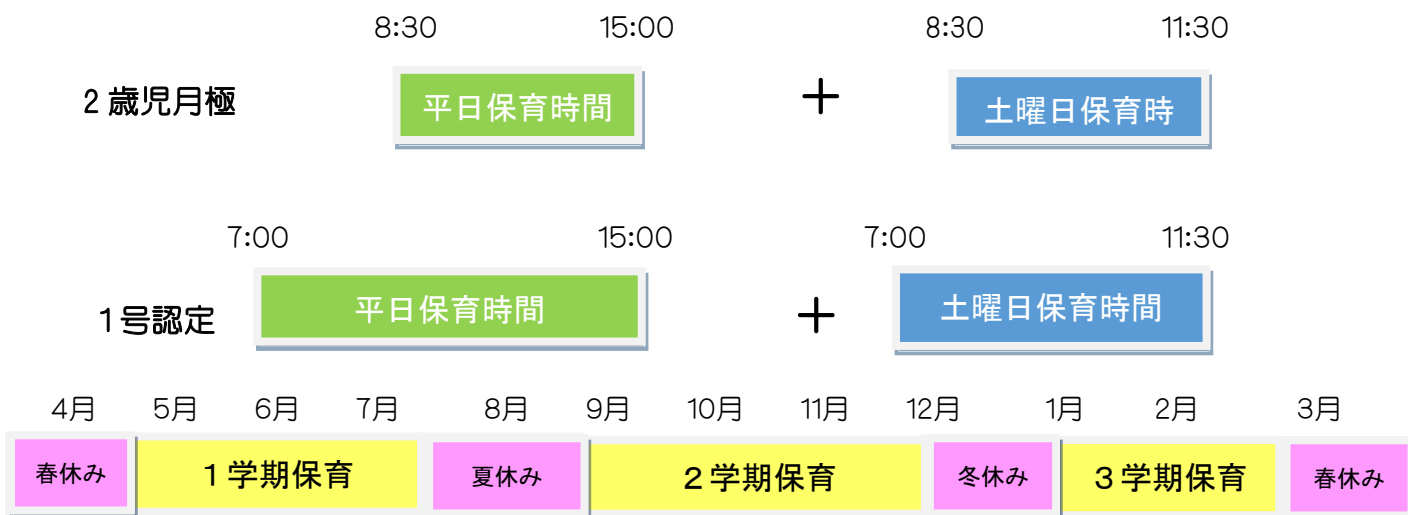 8:30 15:00 8:30 11:30
2歳児月極 平日保育時間 + 土曜日保育時
7:00 15:00 7:00 11:30
1号認定 平日保育時間 + 土曜日保育時間
4月 5月 6月 7月 8月 9月 10月 11月 12月 1月 2月 3月
春休み 1学期保育 夏休み 2学期保育 冬休み 3学期保育 春休み